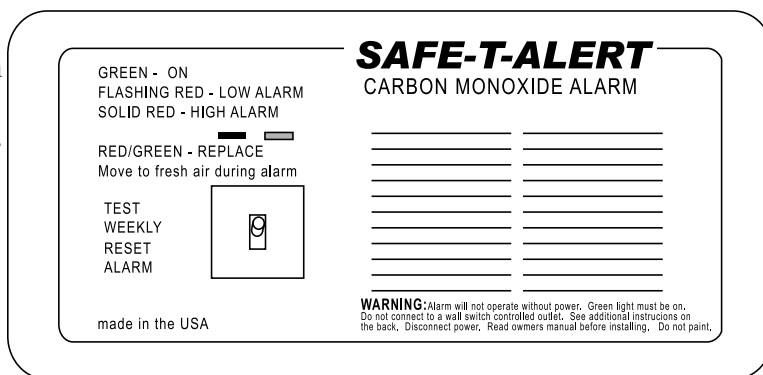 SAFE-T-ALERT
CARBON MONOXIDE ALARM
GREEN - ON
FLASHING RED - LOW ALARM
SOLID RED - HIGH ALARM
RED/GREEN - REPLACE
Move to fresh air during alarm
TEST
WEEKLY
RESET
ALARM
made in the USA
WARNING: Alarm will not operate without power. Green light must be on.
Do not connect to a wall switch controlled outlet. See additional instrucions on
the back. Disconnect power. Read owners manual before installing. Do not paint.